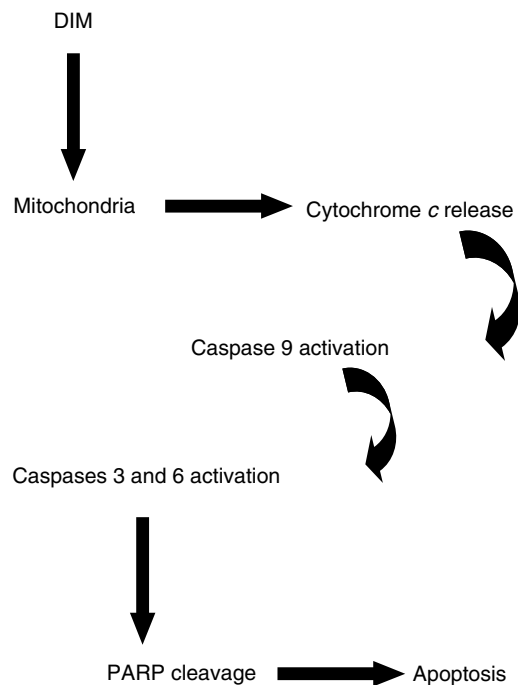 DIM
Mitochondria
Cytochrome c release
Caspase 9 activation
Caspases 3 and 6 activation
PARP cleavage
Apoptosis